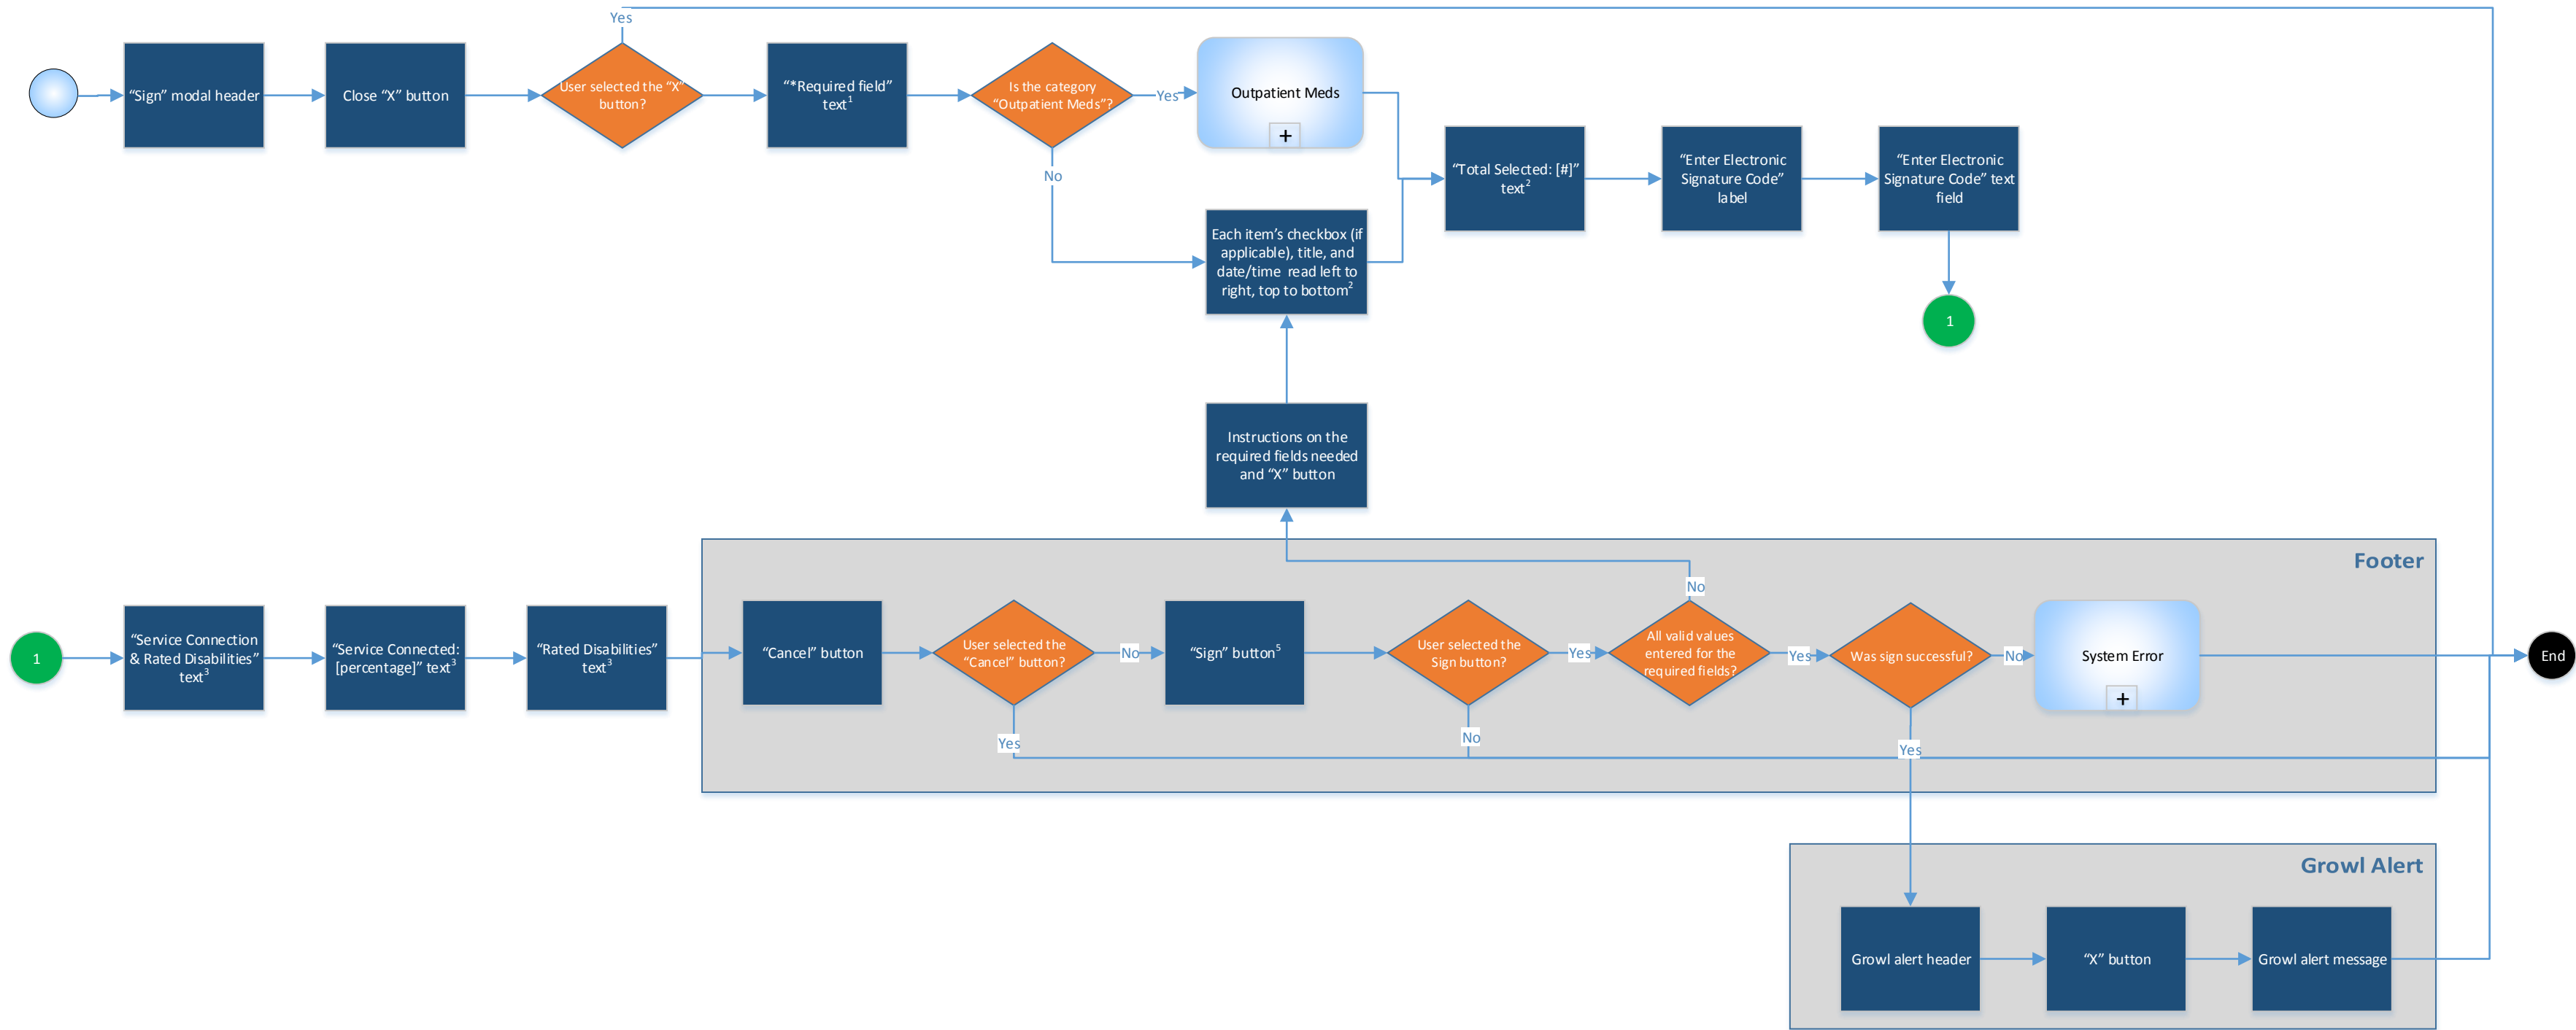 Yes
“Sign” modal header
Close “X” button
User selected the “X”
button?
“*Required field”
text1
Is the category
“Outpatient Meds”?
Yes
Outpatient Meds
+
No
“Total Selected: [#]”
text2
“Enter Electronic
Signature Code”
label
“Enter Electronic
Signature Code” text
field
Each item’s checkbox (if
applicable), title, and
date/time read left to
right, top to bottom2
1
Instructions on the
required fields needed
and “X” button
Footer
No
1
“Service Connection
& Rated Disabilities”
text3
“Service Connected:
[percentage]” text3
“Rated Disabilities”
text3
“Cancel” button
User selected the
“Cancel” button?
No
“Sign” button5
User selected the
Sign button?
Yes
All valid values
entered for the
required fields?
Yes
Was sign successful?
No
System Error
+
End
Yes
No
Yes
Growl Alert
Growl alert header
“X” button
Growl alert message